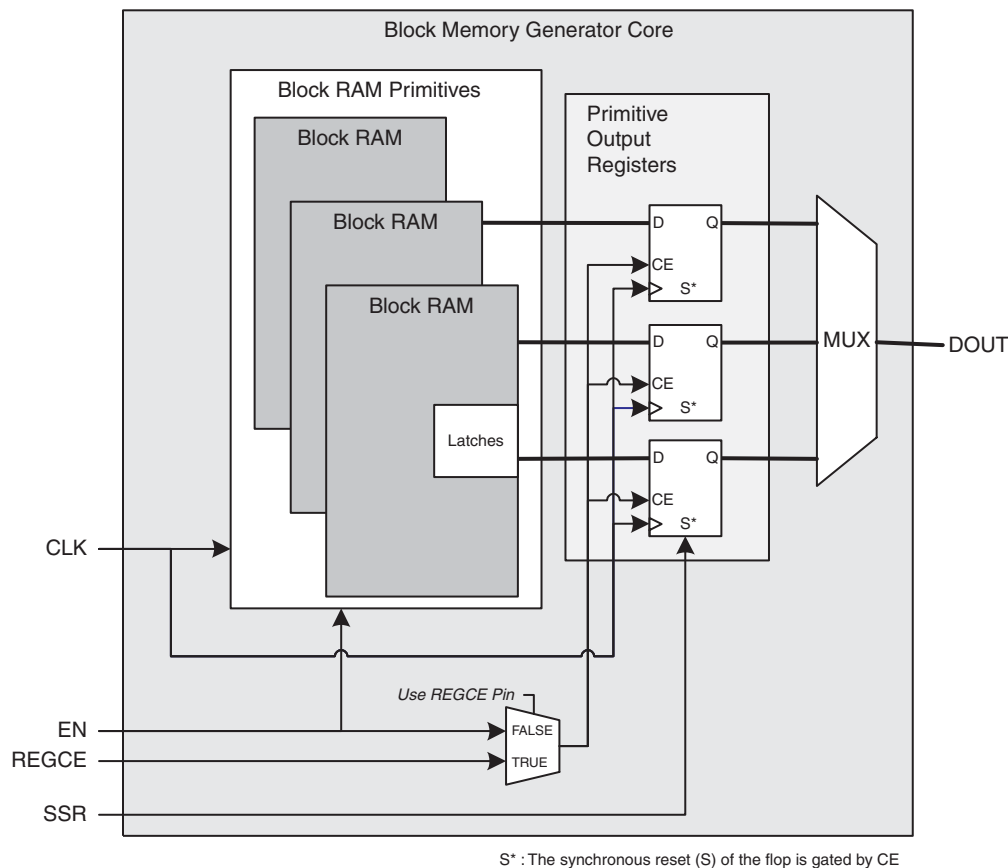 Block Memory Generator Core
Block RAM Primitives
Block RAM
Block RAM
Block RAM
Latches
Primitive
Output
Registers
D Q
CE
S*
D Q
CE
S*
D Q
CE
S*
MUX
DOUT
CLK
Use REGCE Pin
EN
FALSE
REGCE
TRUE
SSR
S* : The synchronous reset (S) of the flop is gated by CE